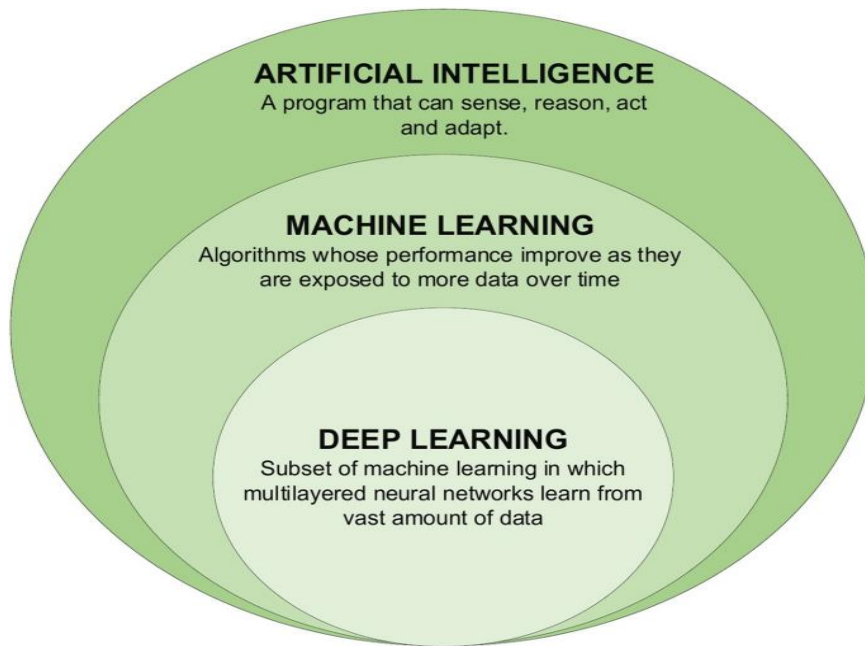 ARTIFICIAL INTELLIGENCE
A program that can sense, reason, act
and adapt.
MACHINE LEARNING
Algorithms whose performance improve as they
are exposed to more data over time
DEEP LEARNING
Subset of machine learning in which
multilayered neural networks learn from
vast amount of data